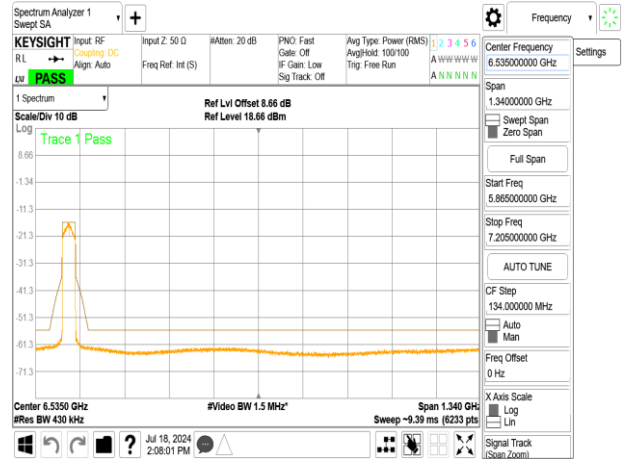 Spectrum Analyzer 1
Swept SA
Frequency
KEYSIGHT
RL
PASS
Input: RF
Coupling: DC
Align: Auto
Input Z: 50 Ω
Freq Ref: Int (S)
#Atten: 20 dB
PNO: Fast
Gate: Off
IF Gain: Low
Sig Track: Off
Avg Type: Power (RMS)
Avg|Hold: 100/100
Trig: Free Run
1 2 3 4 5 6
A W W W W W
A N N N N N
1 Spectrum
Scale/Div 10 dB
Ref Lvl Offset 8.66 dB
Ref Level 18.66 dBm
Log
Trace 1 Pass
8.66
-1.34
-11.3
-21.3
-31.3
-41.3
-51.3
-61.3
-71.3
Center 6.5350 GHz
#Res BW 430 kHz
#Video BW 1.5 MHz*
Span 1.340 GHz
Sweep ~9.39 ms (6233 pts
Jul 18, 2024
2:08:01 PM
Center Frequency
6.535000000 GHz
Settings
Span
1.34000000 GHz
Swept Span
Zero Span
Full Span
Start Freq
5.865000000 GHz
Stop Freq
7.205000000 GHz
AUTO TUNE
CF Step
134.000000 MHz
Auto
Man
Freq Offset
0 Hz
X Axis Scale
Log
Lin
Signal Track
(Span Zoom)